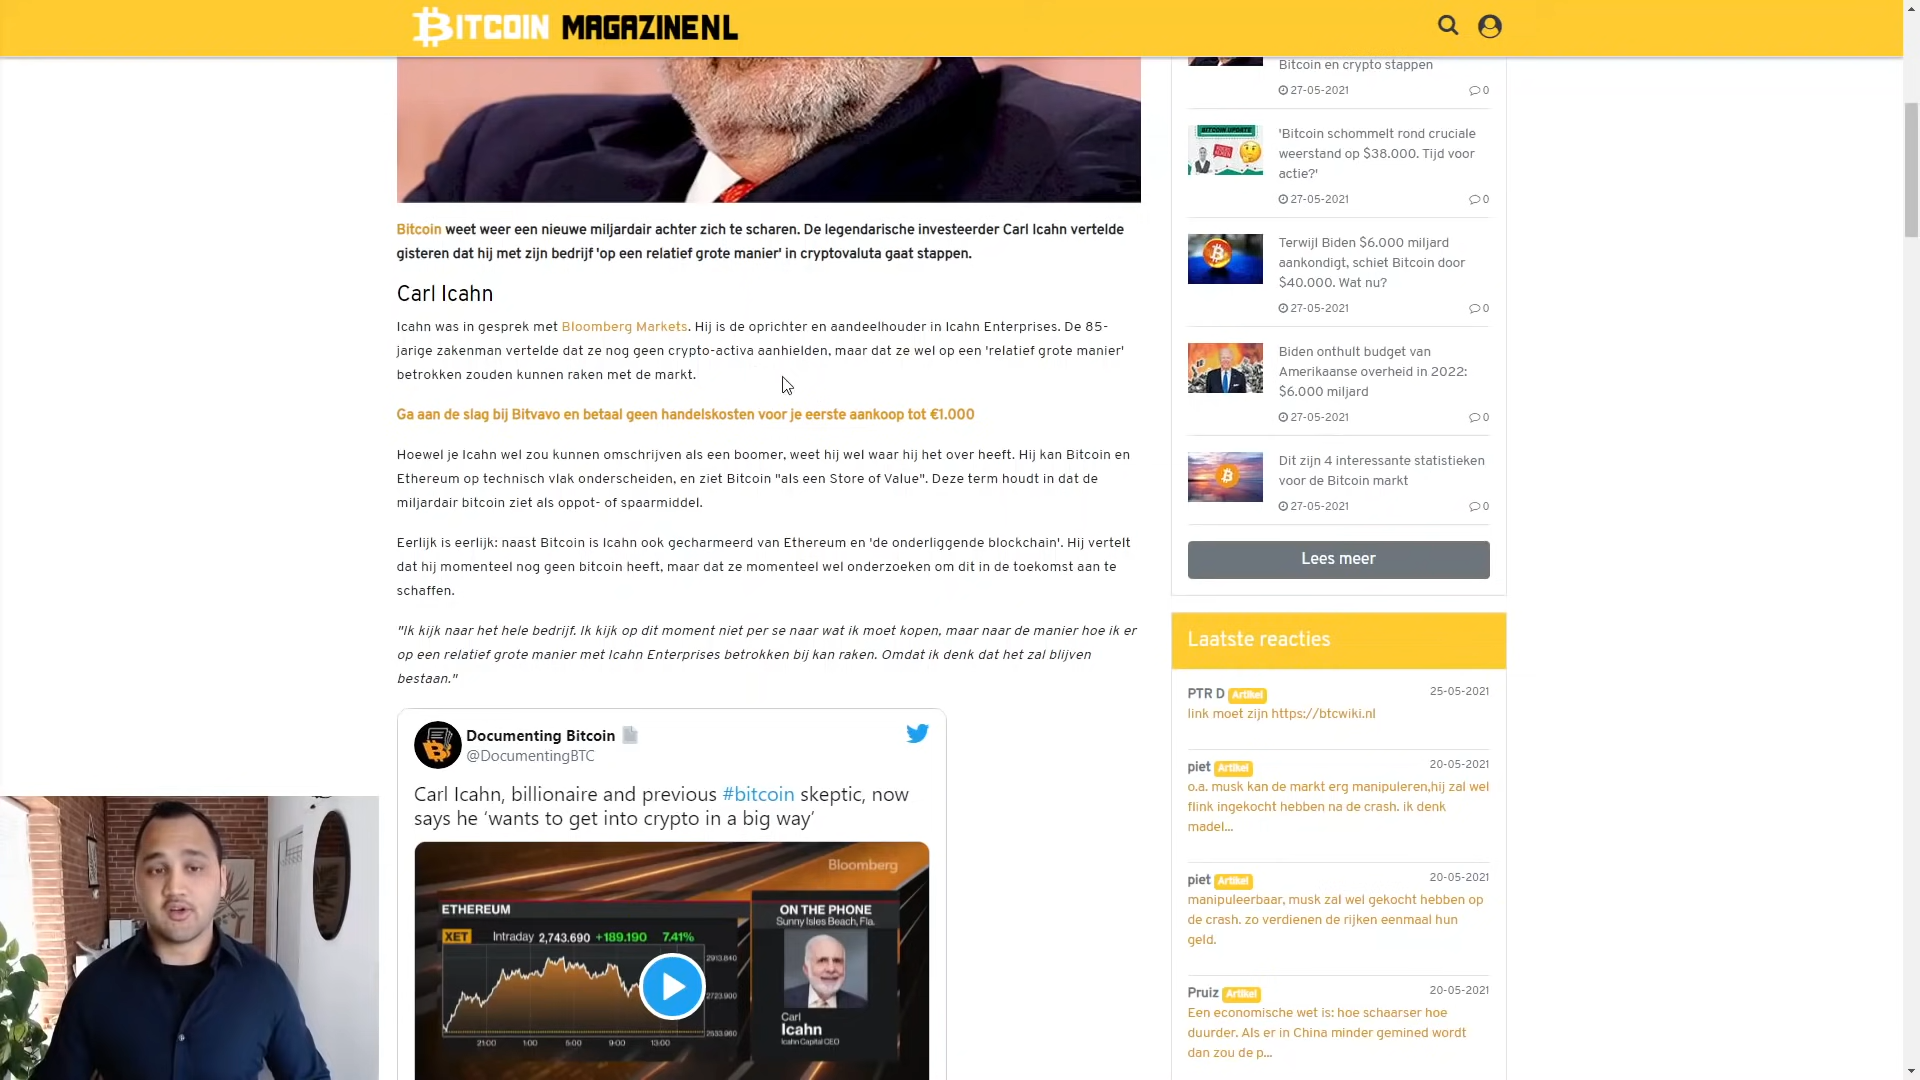 BITCOIN MAGAZINENL
Bitcoin weet weer een nieuwe miljardair achter zich te scharen. De legendarische investeerder Carl Icahn vertelde
gisteren dat hij met zijn bedrijf 'op een relatief grote manier' in cryptovaluta gaat stappen.
Carl Icahn
Icahn was in gesprek met Bloomberg Markets. Hij is de oprichter en aandeelhouder in Icahn Enterprises. De 85-
jarige zakenman vertelde dat ze nog geen crypto-activa aanhielden, maar dat ze wel op een 'relatief grote manier'
betrokken zouden kunnen raken met de markt.
Ga aan de slag bij Bitvavo en betaal geen handelskosten voor je eerste aankoop tot €1.000
Hoewel je Icahn wel zou kunnen omschrijven als een boomer, weet hij wel waar hij het over heeft. Hij kan Bitcoin en
Ethereum op technisch vlak onderscheiden, en ziet Bitcoin "als een Store of Value". Deze term houdt in dat de
miljardair bitcoin ziet als oppot- of spaarmiddel.
Eerlijk is eerlijk: naast Bitcoin is Icahn ook gecharmeerd van Ethereum en 'de onderliggende blockchain'. Hij vertelt
dat hij momenteel nog geen bitcoin heeft, maar dat ze momenteel wel onderzoeken om dit in de toekomst aan te
schaffen.
"Ik kijk naar het hele bedrijf. Ik kijk op dit moment niet per se naar wat ik moet kopen, maar naar de manier hoe ik er
op een relatief grote manier met Icahn Enterprises betrokken bij kan raken. Omdat ik denk dat het zal blijven
bestaan."
Documenting Bitcoin
@DocumentingBTC
Carl Icahn, billionaire and previous #bitcoin skeptic, now
says he ‘wants to get into crypto in a big way’
Bloomberg
ETHEREUM
XET Intraday 2,743.690 +189.190 7.41%
2913.840
2723.900
2533.960
21:00 1:00 5:00 9:00 13:00
ON THE PHONE
Sunny Isles Beach, Fla.
Carl
Icahn
Icahn Capital CEO
Bitcoin en crypto stappen
27-05-2021 0
BITCOIN UPDATE
'Bitcoin schommelt rond cruciale
weerstand op $38.000. Tijd voor
actie?'
27-05-2021 0
Terwijl Biden $6.000 miljard
aankondigt, schiet Bitcoin door
$40.000. Wat nu?
27-05-2021 0
Biden onthult budget van
Amerikaanse overheid in 2022:
$6.000 miljard
27-05-2021 0
Dit zijn 4 interessante statistieken
voor de Bitcoin markt
27-05-2021 0
Lees meer
Laatste reacties
PTR D Artikel 25-05-2021
link moet zijn https://btcwiki.nl
piet Artikel 20-05-2021
o.a. musk kan de markt erg manipuleren,hij zal wel
flink ingekocht hebben na de crash. ik denk
madel...
piet Artikel 20-05-2021
manipuleerbaar, musk zal wel gekocht hebben op
de crash. zo verdienen de rijken eenmaal hun
geld.
Pruiz Artikel 20-05-2021
Een economische wet is: hoe schaarser hoe
duurder. Als er in China minder gemined wordt
dan zou de p...